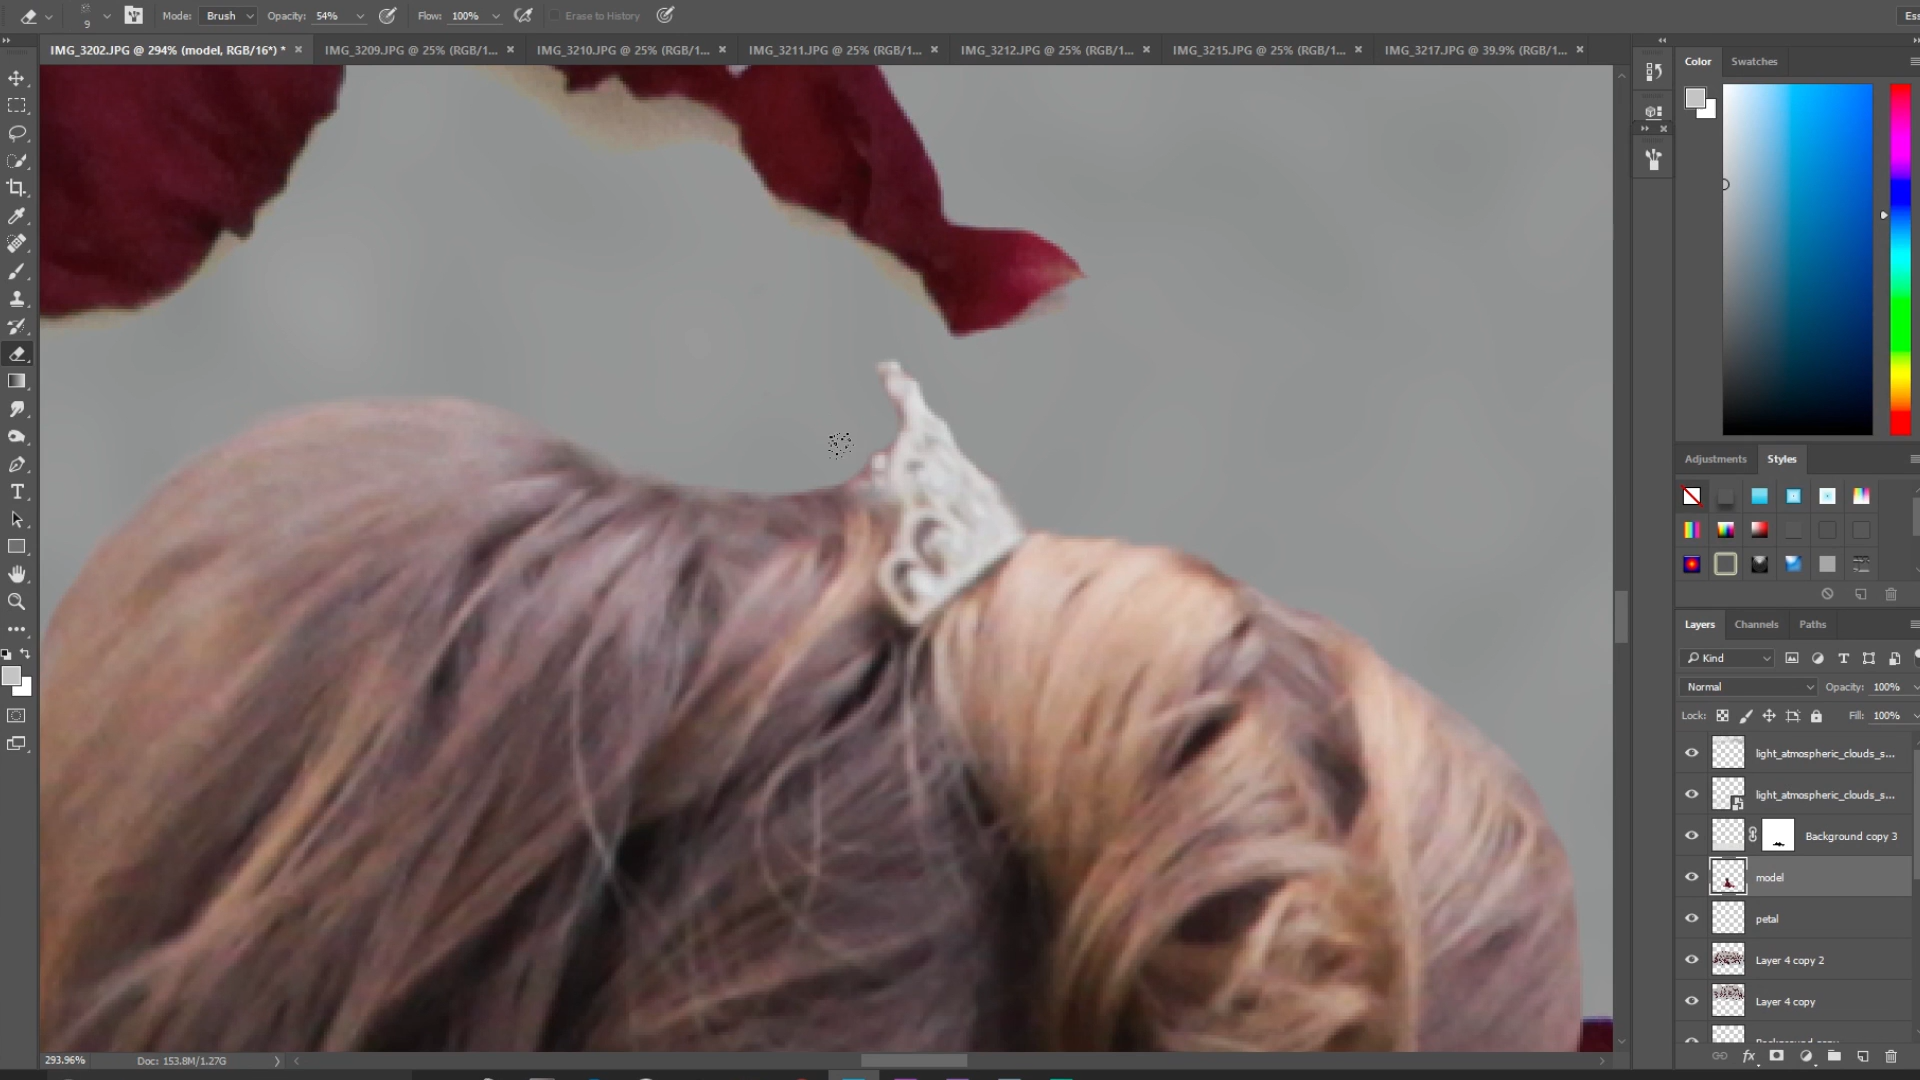 9
Mode: Brush Opacity: 54% Flow: 100% Erase to History
Ess
IMG_3202.JPG @ 294% (model, RGB/16*) * IMG_3209.JPG @ 25% (RGB/1... IMG_3210.JPG @ 25% (RGB/1... IMG_3211.JPG @ 25% (RGB/1... IMG_3212.JPG @ 25% (RGB/1... IMG_3215.JPG @ 25% (RGB/1... IMG_3217.JPG @ 39.9% (RGB/1...
Color Swatches
Adjustments Styles
Layers Channels Paths
Kind
Normal Opacity: 100%
Lock: Fill: 100%
light_atmospheric_clouds_s...
light_atmospheric_clouds_s...
Background copy 3
model
petal
Layer 4 copy 2
Layer 4 copy
fx
293.96% Doc: 153.8M/1.27G